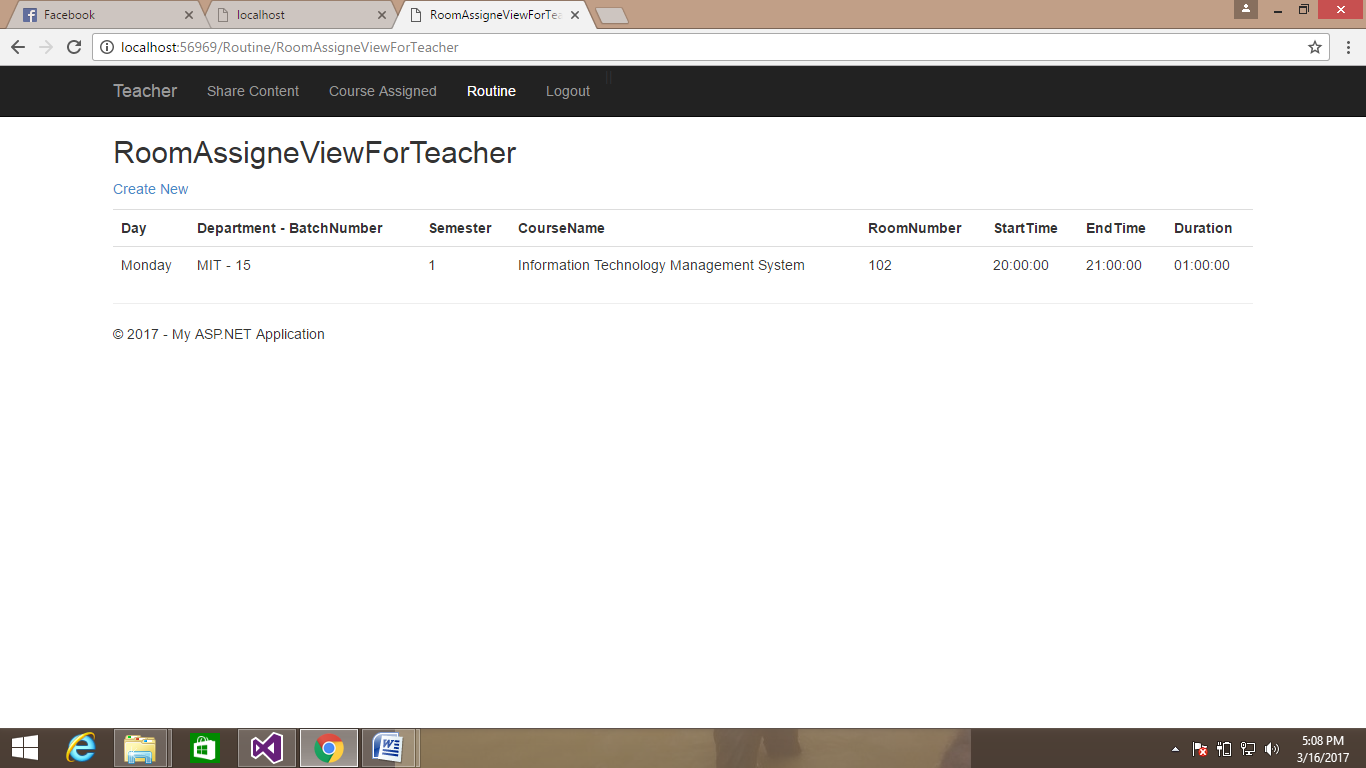 Facebook localhost RoomAssigneViewForTea
localhost:56969/Routine/RoomAssigneViewForTeacher
Teacher Share Content Course Assigned Routine Logout
RoomAssigneViewForTeacher
Create New
Day Department - BatchNumber Semester CourseName RoomNumber StartTime EndTime Duration
Monday MIT - 15 1 Information Technology Management System 102 20:00:00 21:00:00 01:00:00
© 2017 - My ASP.NET Application
5:08 PM
3/16/2017